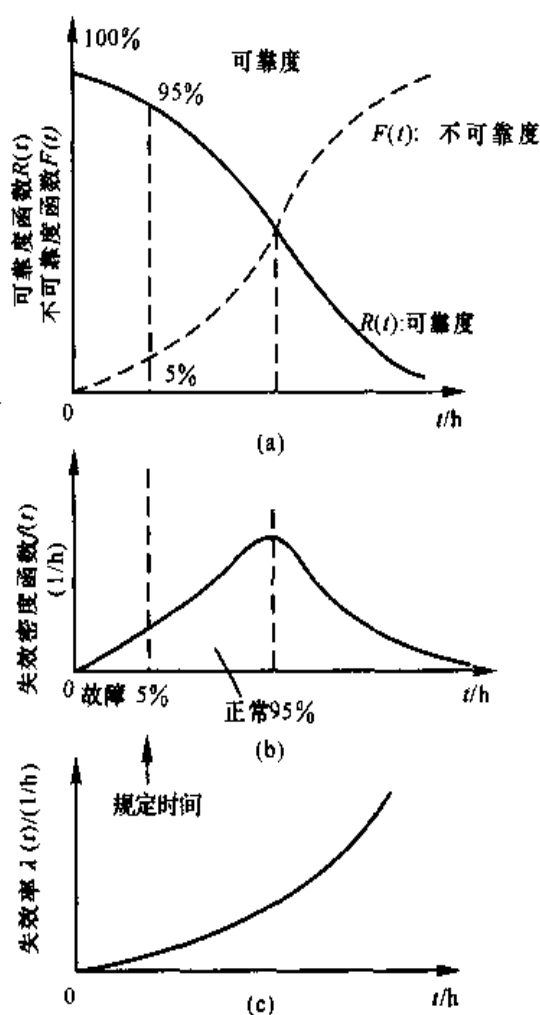 100%
可靠度
95%
F(t): 不可靠度
可靠度函数R(t)
不可靠度函数F(t)
R(t):可靠度
5%
0
t/h
(a)
失效密度函数f(t)
(1/h)
0 故障 5%
正常95%
t/h
(b)
规定时间
失效率λ(t)/(1/h)
0
t/h
(c)